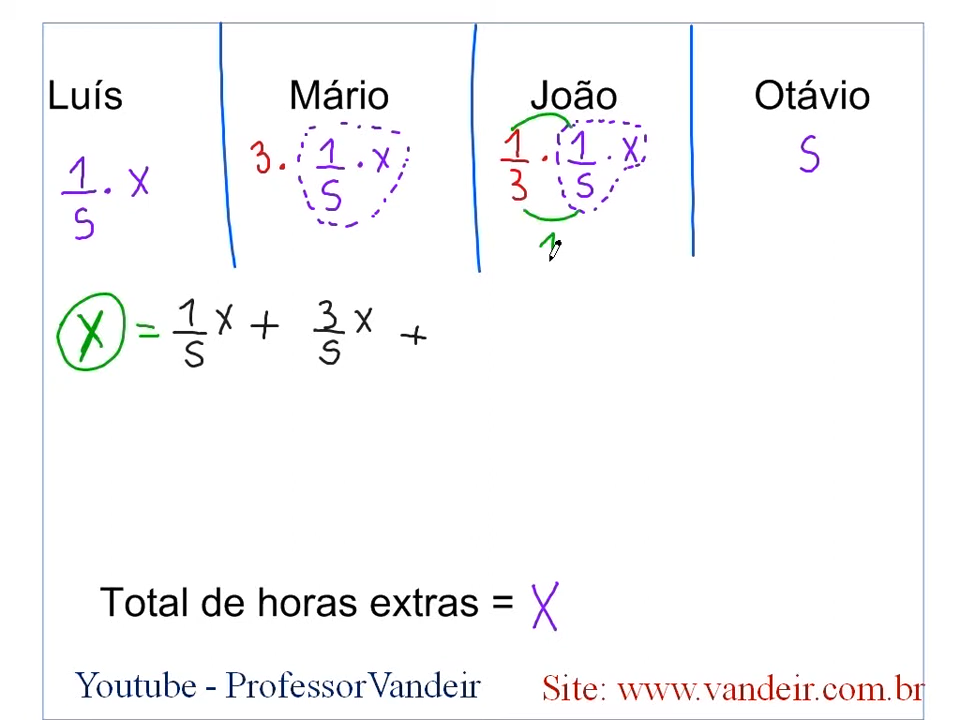 Luís Mário João Otávio
1/5 · x 3 · 1/5 · x 1/3 · 1/5 · x 5
1
x = 1/5 x + 3/5 x +
Total de horas extras = x
Youtube - ProfessorVandeir Site: www.vandeir.com.br